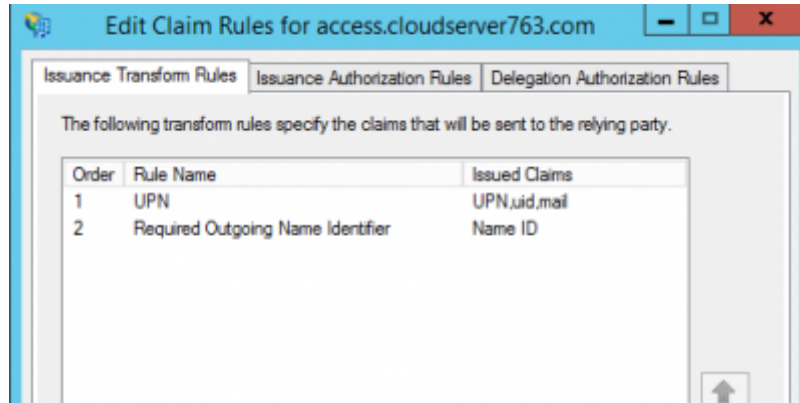 Edit Claim Rules for access.cloudserver763.com
Issuance Transform Rules Issuance Authorization Rules Delegation Authorization Rules
The following transform rules specify the claims that will be sent to the relying party.
Order Rule Name Issued Claims
1 UPN UPN,uid,mail
2 Required Outgoing Name Identifier Name ID